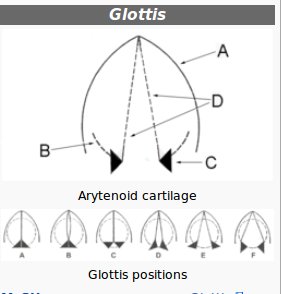 Glottis
A
D
B
C
Arytenoid cartilage
A B C D E F
Glottis positions